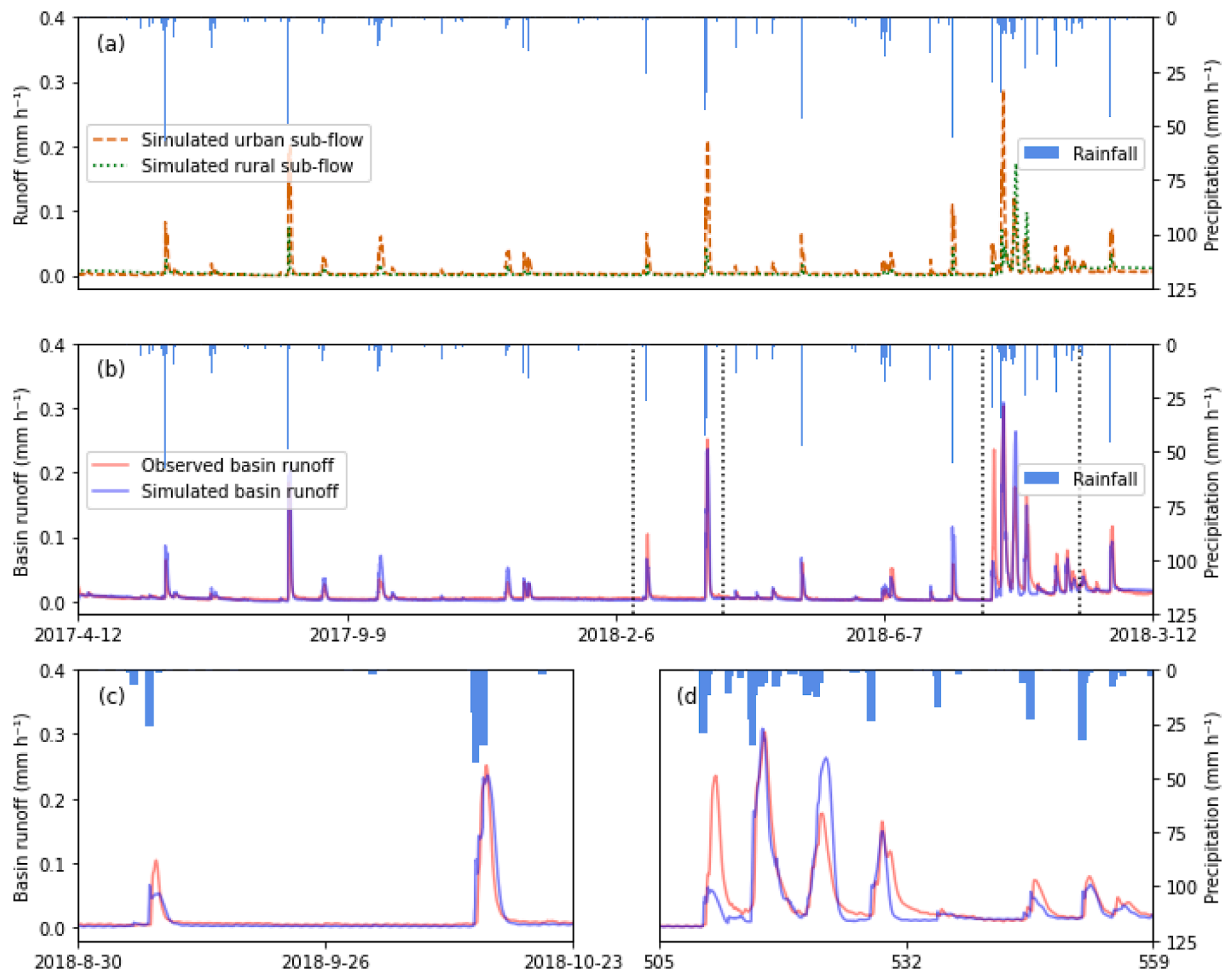 0.4
0.3
0.2
0.1
0.0
Runoff (mm h⁻¹)
(a)
Simulated urban sub-flow
Simulated rural sub-flow
Rainfall
0
25
50
75
100
125
Precipitation (mm h⁻¹)
0.4
0.3
0.2
0.1
0.0
Basin runoff (mm h⁻¹)
(b)
Observed basin runoff
Simulated basin runoff
Rainfall
0
25
50
75
100
125
Precipitation (mm h⁻¹)
2017-4-12
2017-9-9
2018-2-6
2018-6-7
2018-3-12
0.4
0.3
0.2
0.1
0.0
Basin runoff (mm h⁻¹)
(c)
2018-8-30
2018-9-26
2018-10-23
(d
0
25
50
75
100
125
Precipitation (mm h⁻¹)
505
532
559